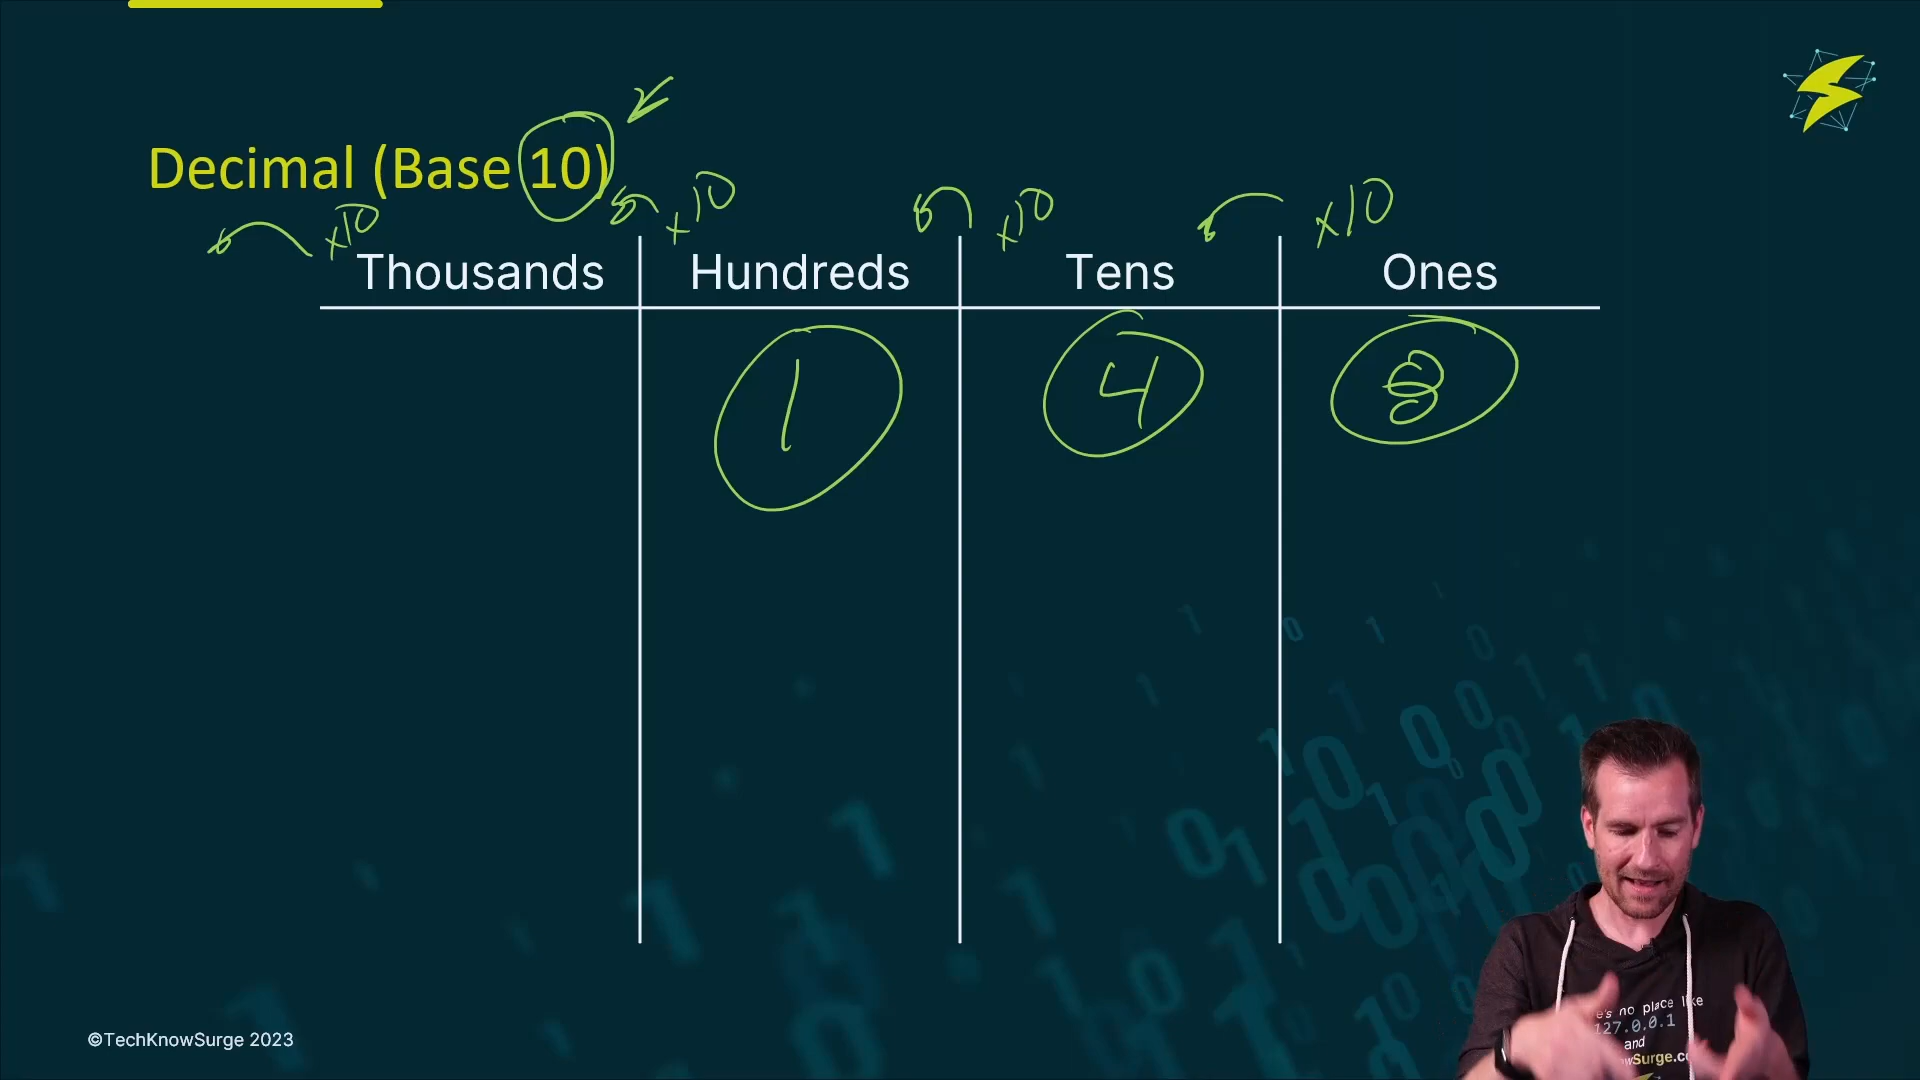 Decimal (Base 10)
x10 x10 x10 x10
Thousands Hundreds Tens Ones
1 4 8
's no place like
127.0.0.1
and
wSurge.c
©TechKnowSurge 2023